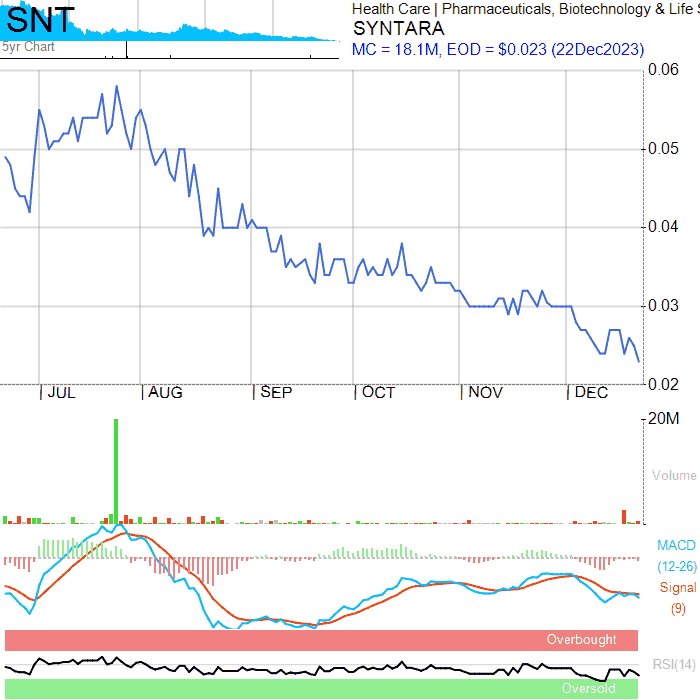 SNT
5yr Chart
Health Care | Pharmaceuticals, Biotechnology & Life S
SYNTARA
MC = 18.1M, EOD = $0.023 (22Dec2023)
0.06
0.05
0.04
0.03
0.02
JUL AUG SEP OCT NOV DEC
20M
Volume
MACD
(12-26)
Signal
(9)
Overbought
RSI(14)
Oversold